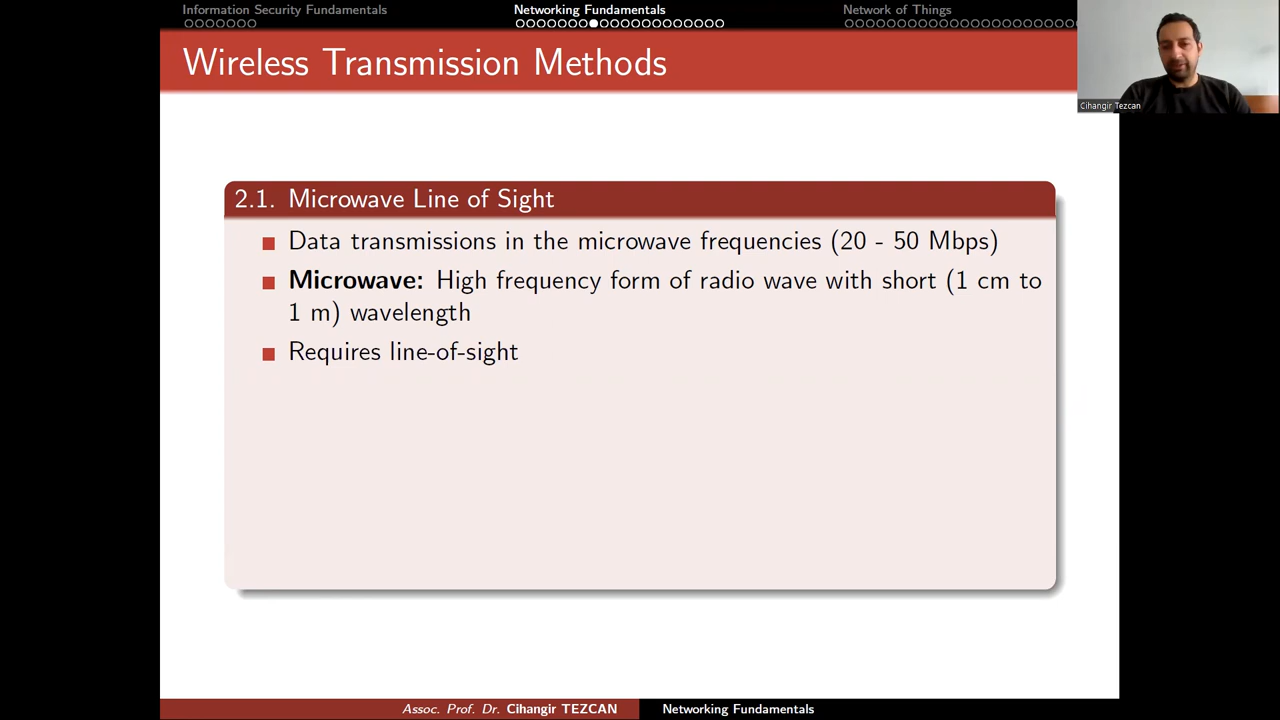 Information Security Fundamentals
Networking Fundamentals
Network of Things
Wireless Transmission Methods
Cihangir Tezcan
2.1. Microwave Line of Sight
Data transmissions in the microwave frequencies (20 - 50 Mbps)
Microwave: High frequency form of radio wave with short (1 cm to
1 m) wavelength
Requires line-of-sight
Assoc. Prof. Dr. Cihangir TEZCAN
Networking Fundamentals